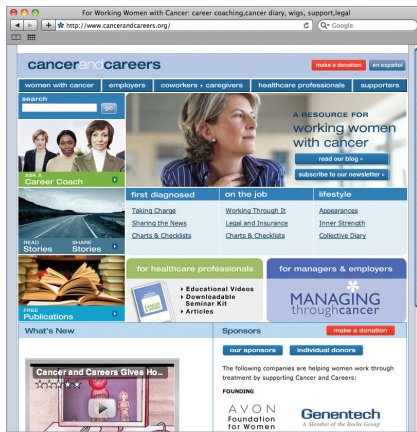 For Working Women with Cancer: career coaching,cancer diary, wigs, support,legal
http://www.cancerandcareers.org/
Google
cancerandcareers
make a donation
en español
women with cancer
employers
coworkers + caregivers
healthcare professionals
supporters
search
go
A RESOURCE FOR
working women
with cancer
read our blog »
subscribe to our newsletter »
ASK A
Career Coach
first diagnosed
on the job
lifestyle
Taking Charge
Working Through It
Appearances
Sharing the News
Legal and Insurance
Inner Strength
Charts & Checklists
Charts & Checklists
Collective Diary
READ
Stories
SHARE
Stories
for healthcare professionals
Educational Videos
Downloadable
Seminar Kit
Articles
for managers & employers
MANAGING
throughcancer
FREE
Publications
What's New
Sponsors
make a donation
our sponsors
individual donors
Cancer and Careers Gives Ho...
The following companies are helping women work through
treatment by supporting Cancer and Careers:
FOUNDING
AVON
Foundation
for Women
Genentech
A Member of the Roche Group